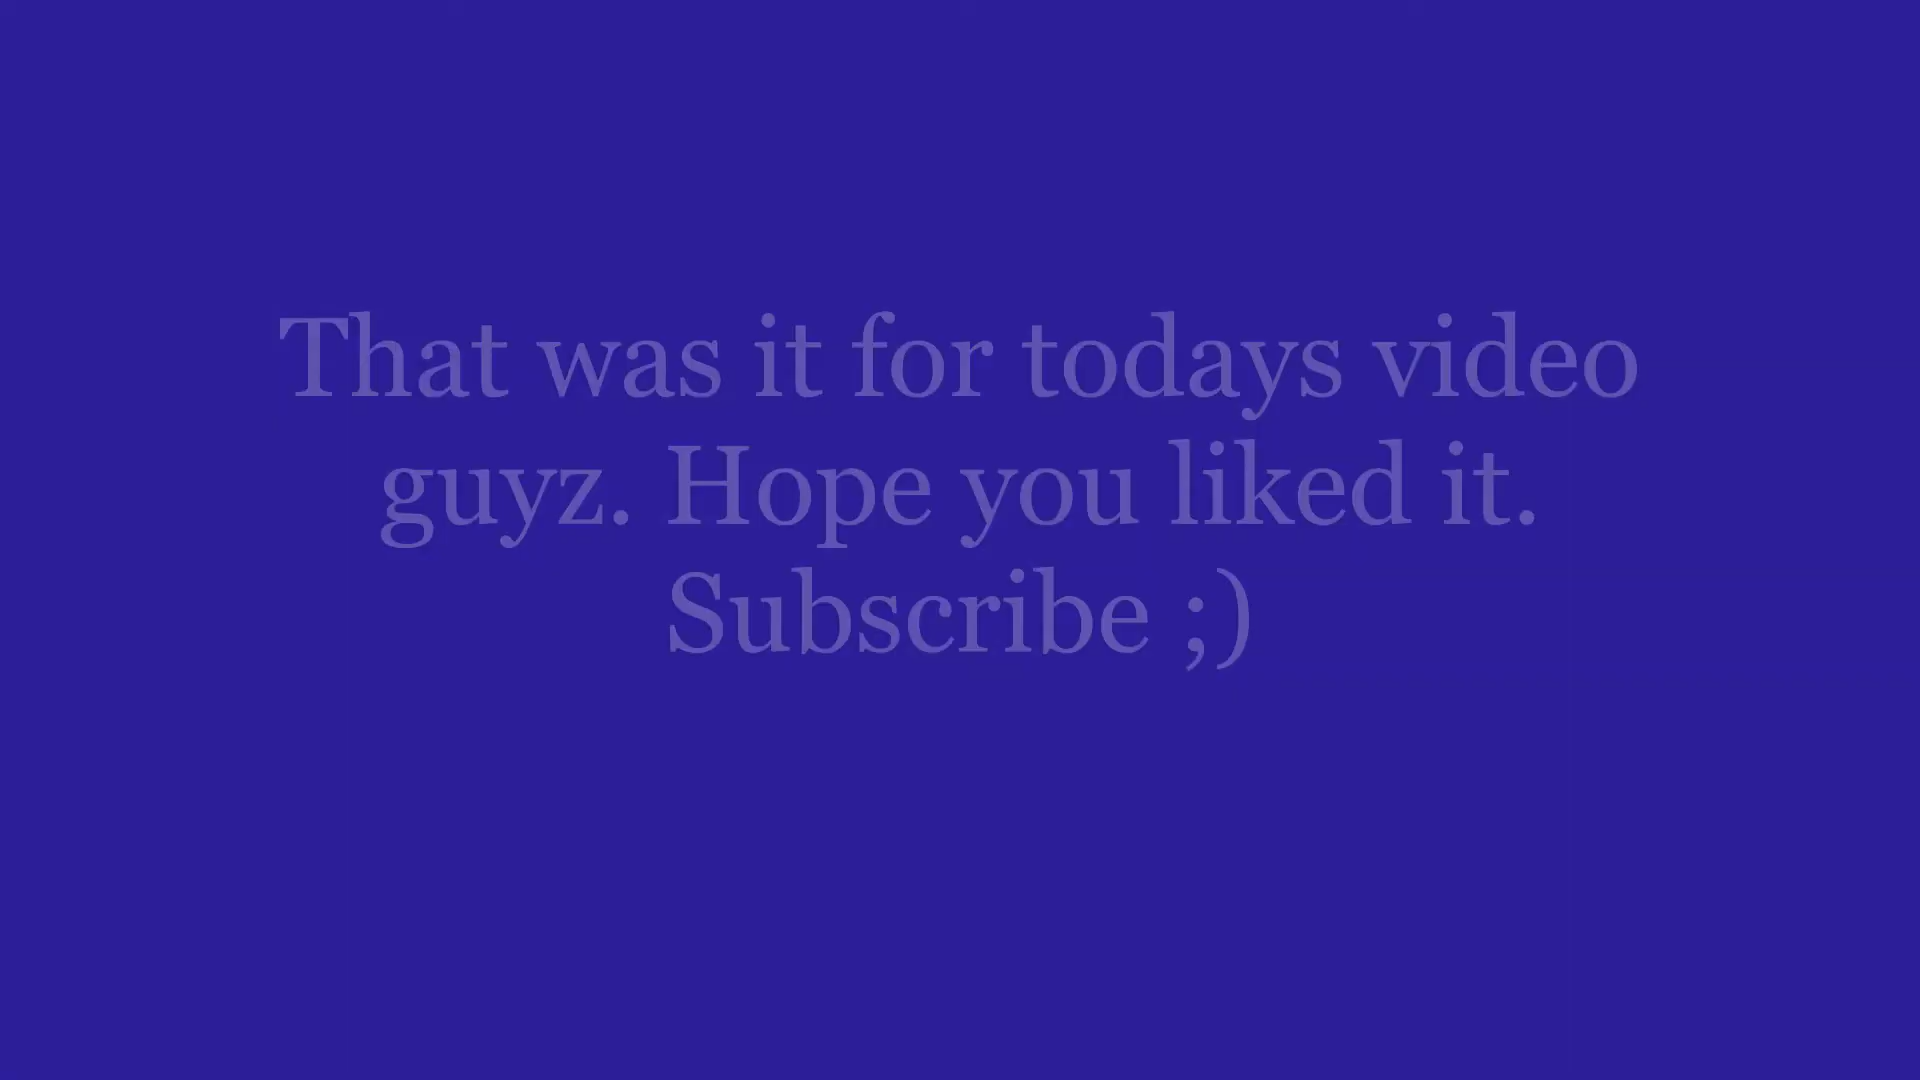 That was it for todays video
guyz. Hope you liked it.
Subscribe ;)